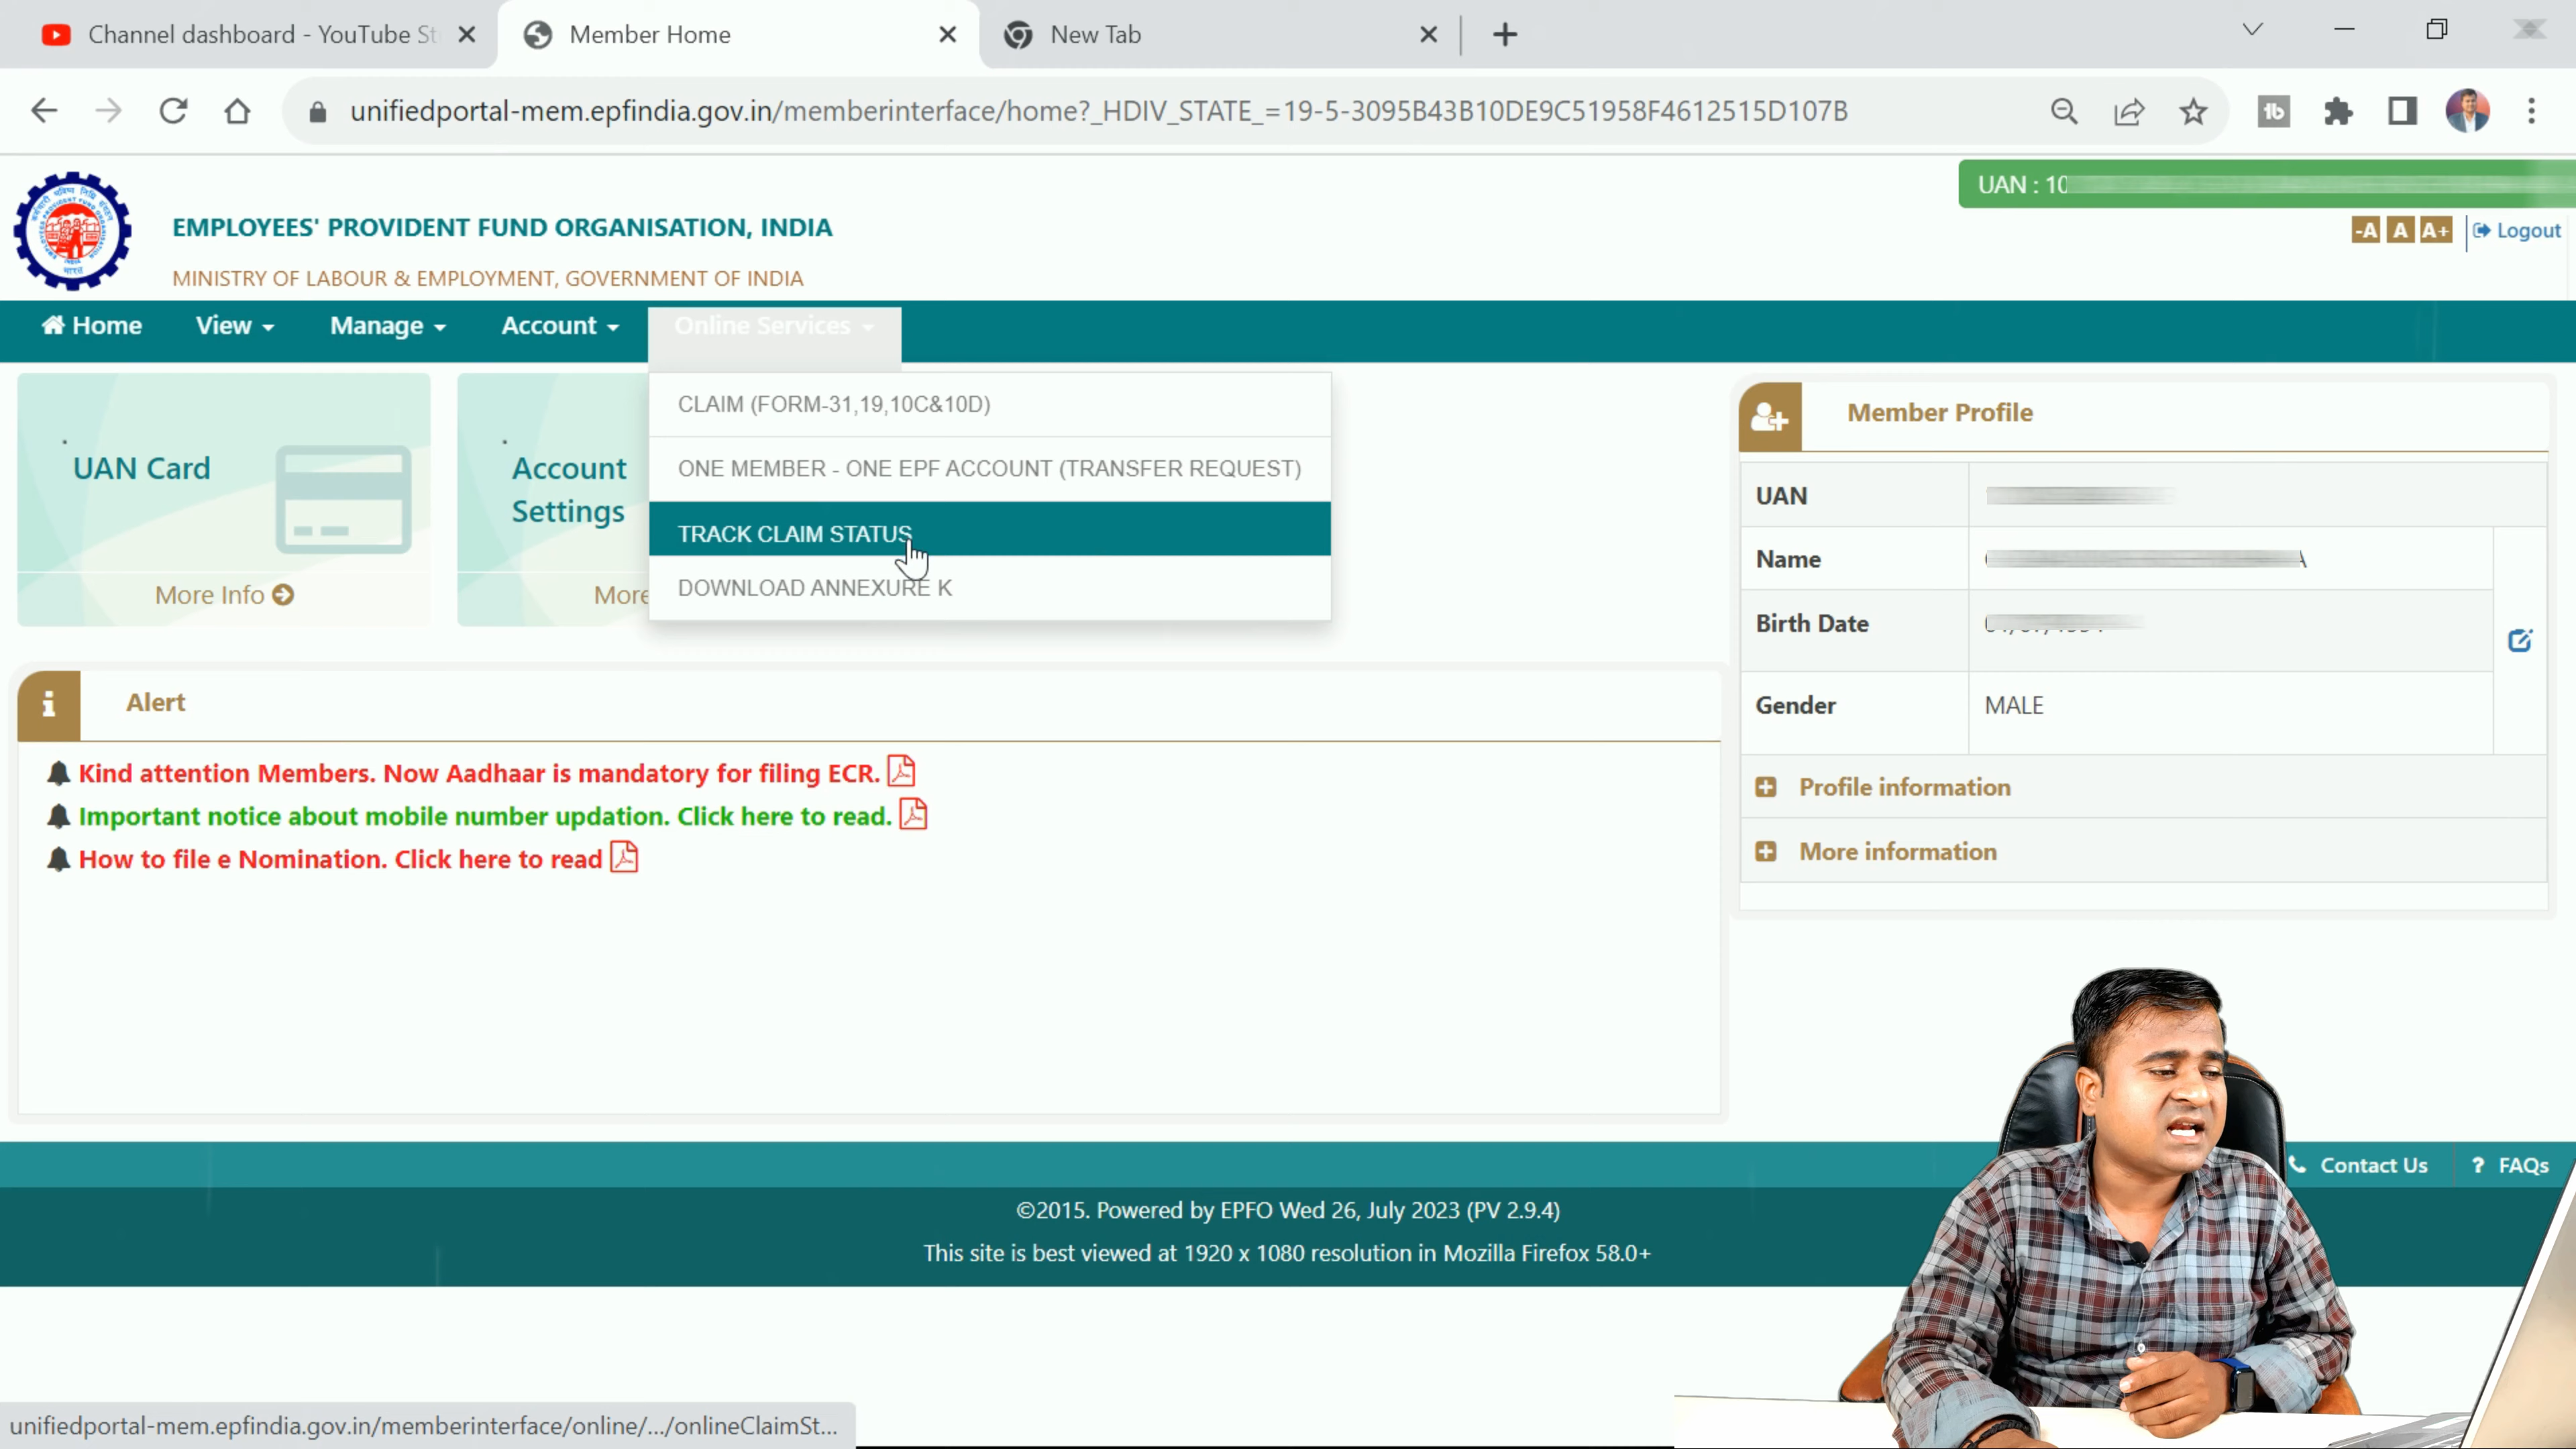 Channel dashboard - YouTube St
Member Home
New Tab
unifiedportal-mem.epfindia.gov.in/memberinterface/home?_HDIV_STATE_=19-5-3095B43B10DE9C51958F4612515D107B
UAN : 10
EMPLOYEES' PROVIDENT FUND ORGANISATION, INDIA
-A A A+ Logout
MINISTRY OF LABOUR & EMPLOYMENT, GOVERNMENT OF INDIA
Home View Manage Account Online Services
CLAIM (FORM-31,19,10C&10D)
ONE MEMBER - ONE EPF ACCOUNT (TRANSFER REQUEST)
TRACK CLAIM STATUS
DOWNLOAD ANNEXURE K
UAN Card
More Info
Account
Settings
More
Member Profile
UAN
Name
Birth Date
Gender MALE
Profile information
More information
Alert
Kind attention Members. Now Aadhaar is mandatory for filing ECR.
Important notice about mobile number updation. Click here to read.
How to file e Nomination. Click here to read
Contact Us ? FAQs
©2015. Powered by EPFO Wed 26, July 2023 (PV 2.9.4)
This site is best viewed at 1920 x 1080 resolution in Mozilla Firefox 58.0+
unifiedportal-mem.epfindia.gov.in/memberinterface/online/.../onlineClaimSt...